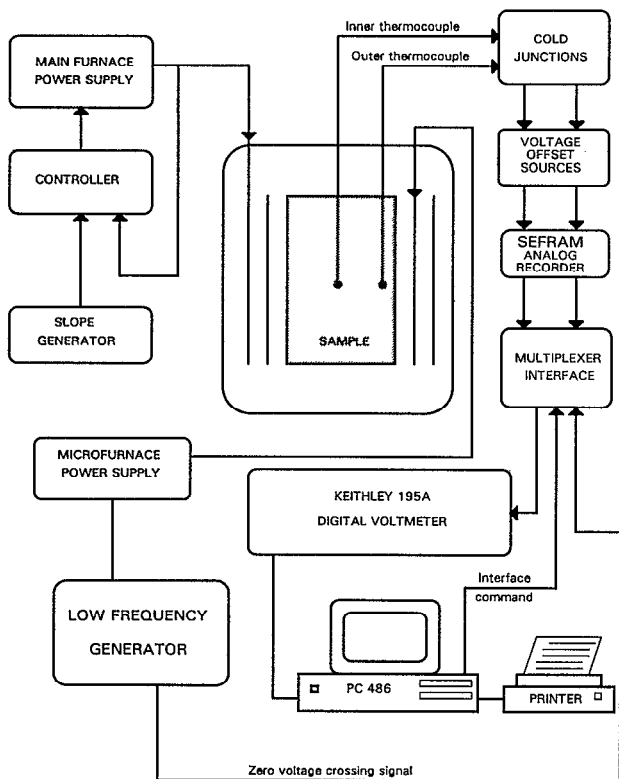 Inner thermocouple
Outer thermocouple
COLD
JUNCTIONS
MAIN FURNACE
POWER SUPPLY
VOLTAGE
OFFSET
SOURCES
CONTROLLER
SEFRAM
ANALOG
RECORDER
SLOPE
GENERATOR
SAMPLE
MULTIPLEXER
INTERFACE
MICROFURNACE
POWER SUPPLY
KEITHLEY 195A
DIGITAL VOLTMETER
LOW FREQUENCY
GENERATOR
Interface
command
PC 486
PRINTER
Zero voltage crossing signal